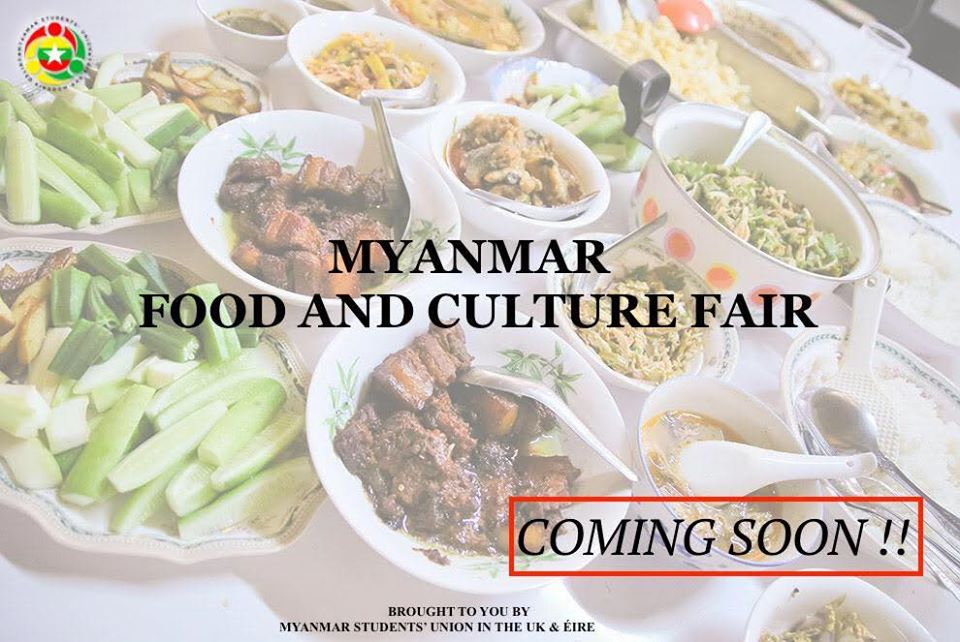 MYANMAR
FOOD AND CULTURE FAIR
COMING SOON !!
BROUGHT TO YOU BY
MYANMAR STUDENTS' UNION IN THE UK & ÉIRE